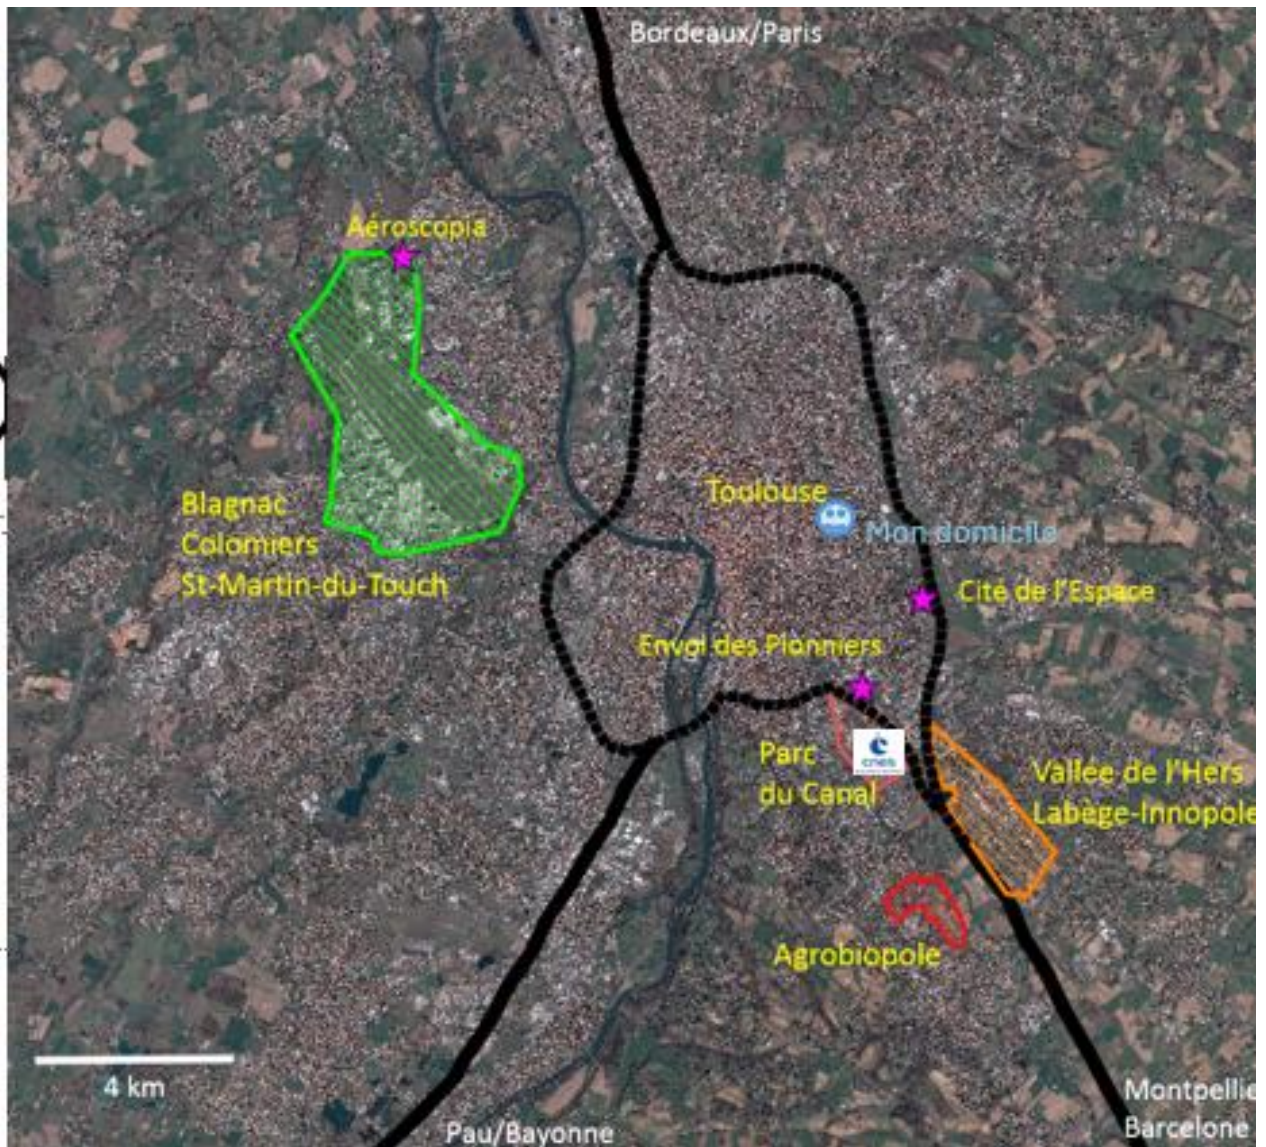 Bordeaux/Paris
Aéroscopia
Blagnac
Colomiers
St-Martin-du-Touch
Toulouse
Mon domicile
Cité de l'Espace
Envol des Pionniers
cnes
Parc
du Canal
Vallée de l'Hers
Labège-Innopole
Agrobiopole
4 km
Pau/Bayonne
Montpellie
Barcelone